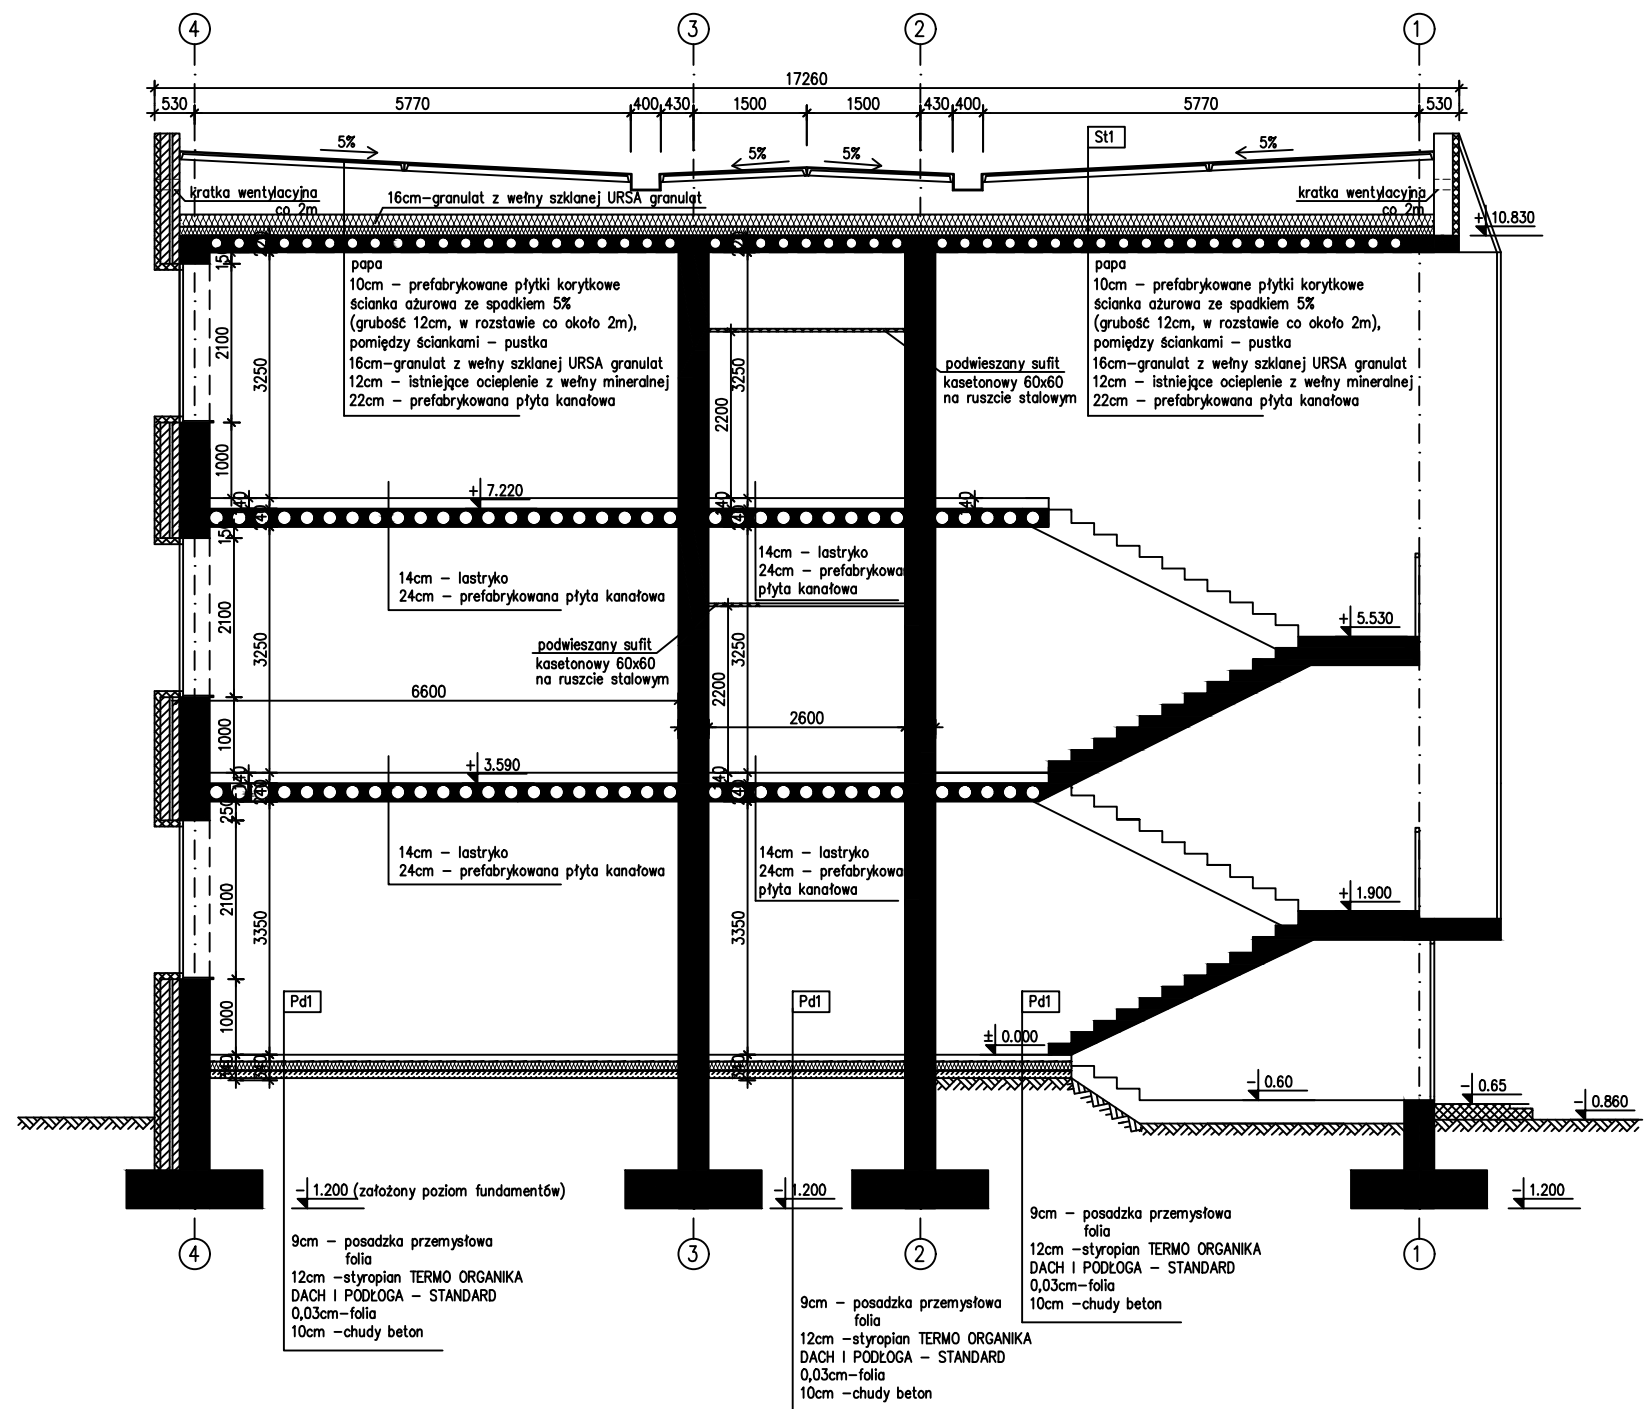 4
3
2
1
17260
530
5770
400
430
1500
1500
430
400
5770
530
St1
5%
5%
5%
5%
kratka wentylacyjna
co 2m
16cm-granulat z wełny szklanej URSA granulat
kratka wentylacyjna
co 2m
+ 10.830
papa
10cm - prefabrykowane płytki korytkowe
ścianka ażurowa ze spadkiem 5%
(grubość 12cm, w rozstawie co około 2m),
pomiędzy ściankami - pustka
16cm-granulat z wełny szklanej URSA granulat
12cm - istniejące ocieplenie z wełny mineralnej
22cm - prefabrykowana płyta kanałowa
papa
10cm - prefabrykowane płytki korytkowe
ścianka ażurowa ze spadkiem 5%
(grubość 12cm, w rozstawie co około 2m),
pomiędzy ściankami - pustka
16cm-granulat z wełny szklanej URSA granulat
12cm - istniejące ocieplenie z wełny mineralnej
22cm - prefabrykowana płyta kanałowa
2100
3250
3250
2200
podwieszany sufit
kasetonowy 60x60
na ruszcie stalowym
1000
+ 7.220
240
240
14cm - lastryko
24cm - prefabrykowana płyta kanałowa
14cm - lastryko
24cm - prefabrykowa
płyta kanałowa
2100
3250
3250
+ 5.530
podwieszany sufit
kasetonowy 60x60
na ruszcie stalowym
2200
6600
2600
1000
+ 3.590
240
240
250
14cm - lastryko
24cm - prefabrykowana płyta kanałowa
14cm - lastryko
24cm - prefabrykowa
płyta kanałowa
2100
3350
3350
+ 1.900
Pd1
Pd1
Pd1
1000
± 0.000
- 0.60
- 0.65
- 0.860
- 1.200 (założony poziom fundamentów)
- 1.200
- 1.200
9cm - posadzka przemysłowa
folia
12cm -styropian TERMO ORGANIKA
DACH I PODŁOGA - STANDARD
0,03cm-folia
10cm -chudy beton
9cm - posadzka przemysłowa
folia
12cm -styropian TERMO ORGANIKA
DACH I PODŁOGA - STANDARD
0,03cm-folia
10cm -chudy beton
9cm - posadzka przemysłowa
folia
12cm -styropian TERMO ORGANIKA
DACH I PODŁOGA - STANDARD
0,03cm-folia
10cm -chudy beton
4
3
2
1